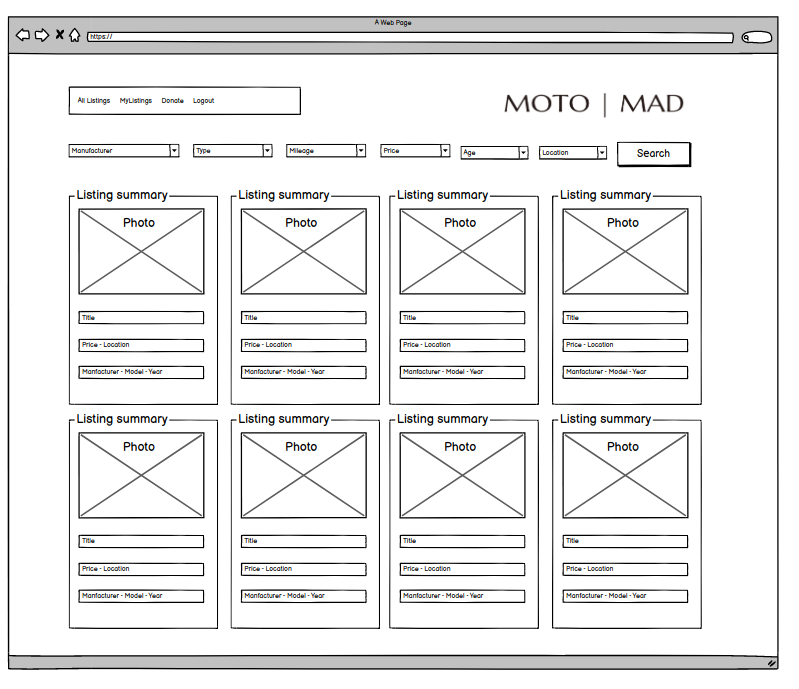 A Web Page
https://
All Listings MyListings Donate Logout
MOTO | MAD
Manufacturer Type Mileage Price Age Location Search
Listing summary Listing summary Listing summary Listing summary
Photo Photo Photo Photo
Title Title Title Title
Price - Location Price - Location Price - Location Price - Location
Manfacturer - Model - Year Manfacturer - Model - Year Manfacturer - Model - Year Manfacturer - Model - Year
Listing summary Listing summary Listing summary Listing summary
Photo Photo Photo Photo
Title Title Title Title
Price - Location Price - Location Price - Location Price - Location
Manfacturer - Model - Year Manfacturer - Model - Year Manfacturer - Model - Year Manfacturer - Model - Year